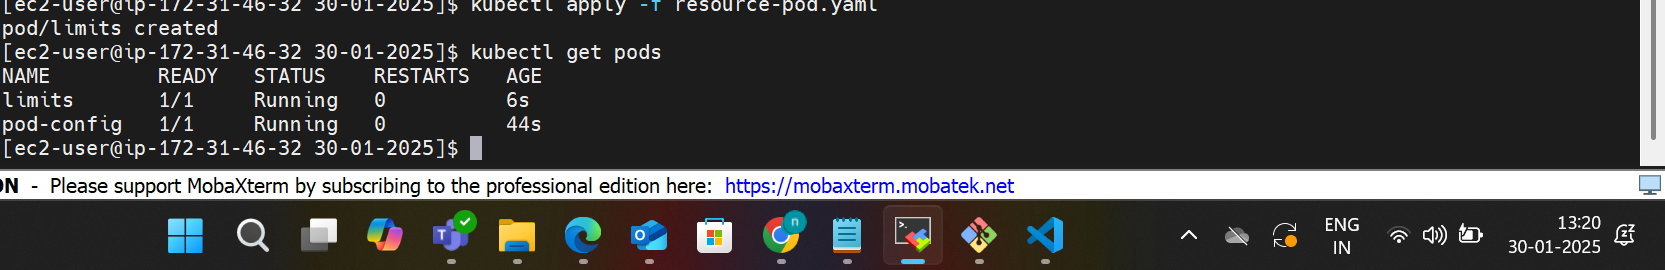 [ec2-user@ip-172-31-46-32 30-01-2025]$ kubectl apply -f resource-pod.yaml
pod/limits created
[ec2-user@ip-172-31-46-32 30-01-2025]$ kubectl get pods
NAME READY STATUS RESTARTS AGE
limits 1/1 Running 0 6s
pod-config 1/1 Running 0 44s
[ec2-user@ip-172-31-46-32 30-01-2025]$
ON - Please support MobaXterm by subscribing to the professional edition here: https://mobaxterm.mobatek.net
n
ENG
IN
13:20
30-01-2025